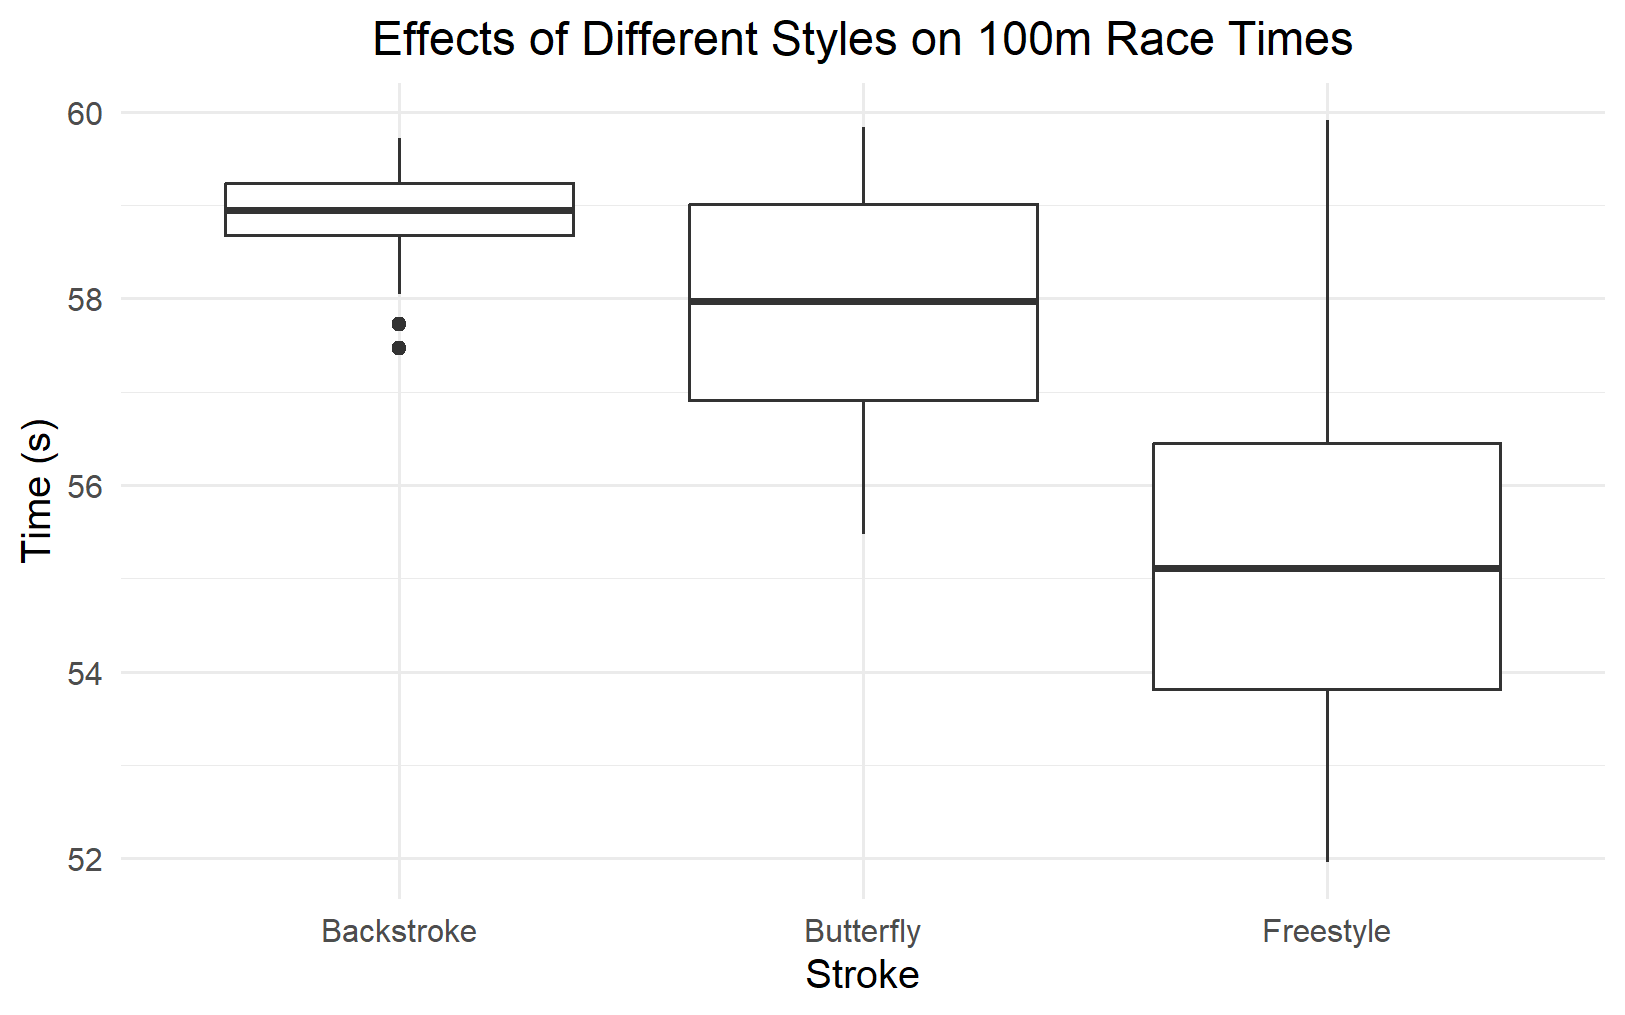 Effects of Different Styles on 100m Race Times
60
58
56
54
52
Time (s)
Backstroke
Butterfly
Freestyle
Stroke